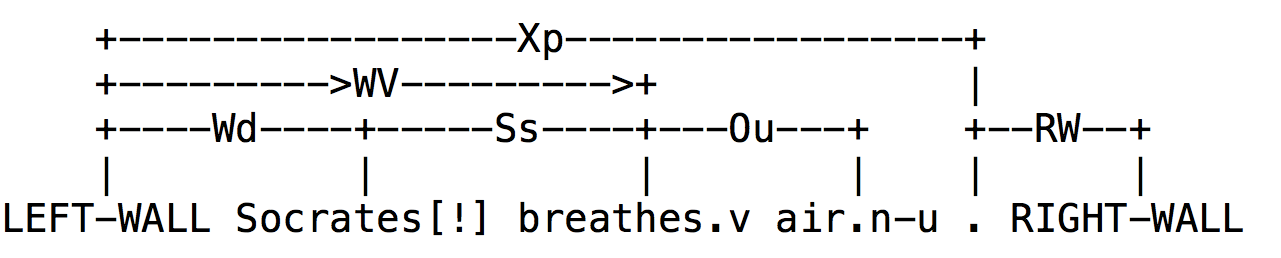 +-----------------Xp-----------------+
+--------->WV--------->+ |
+----Wd----+-----Ss----+---Ou---+ +--RW--+
| | | | | |
LEFT-WALL Socrates[!] breathes.v air.n-u . RIGHT-WALL